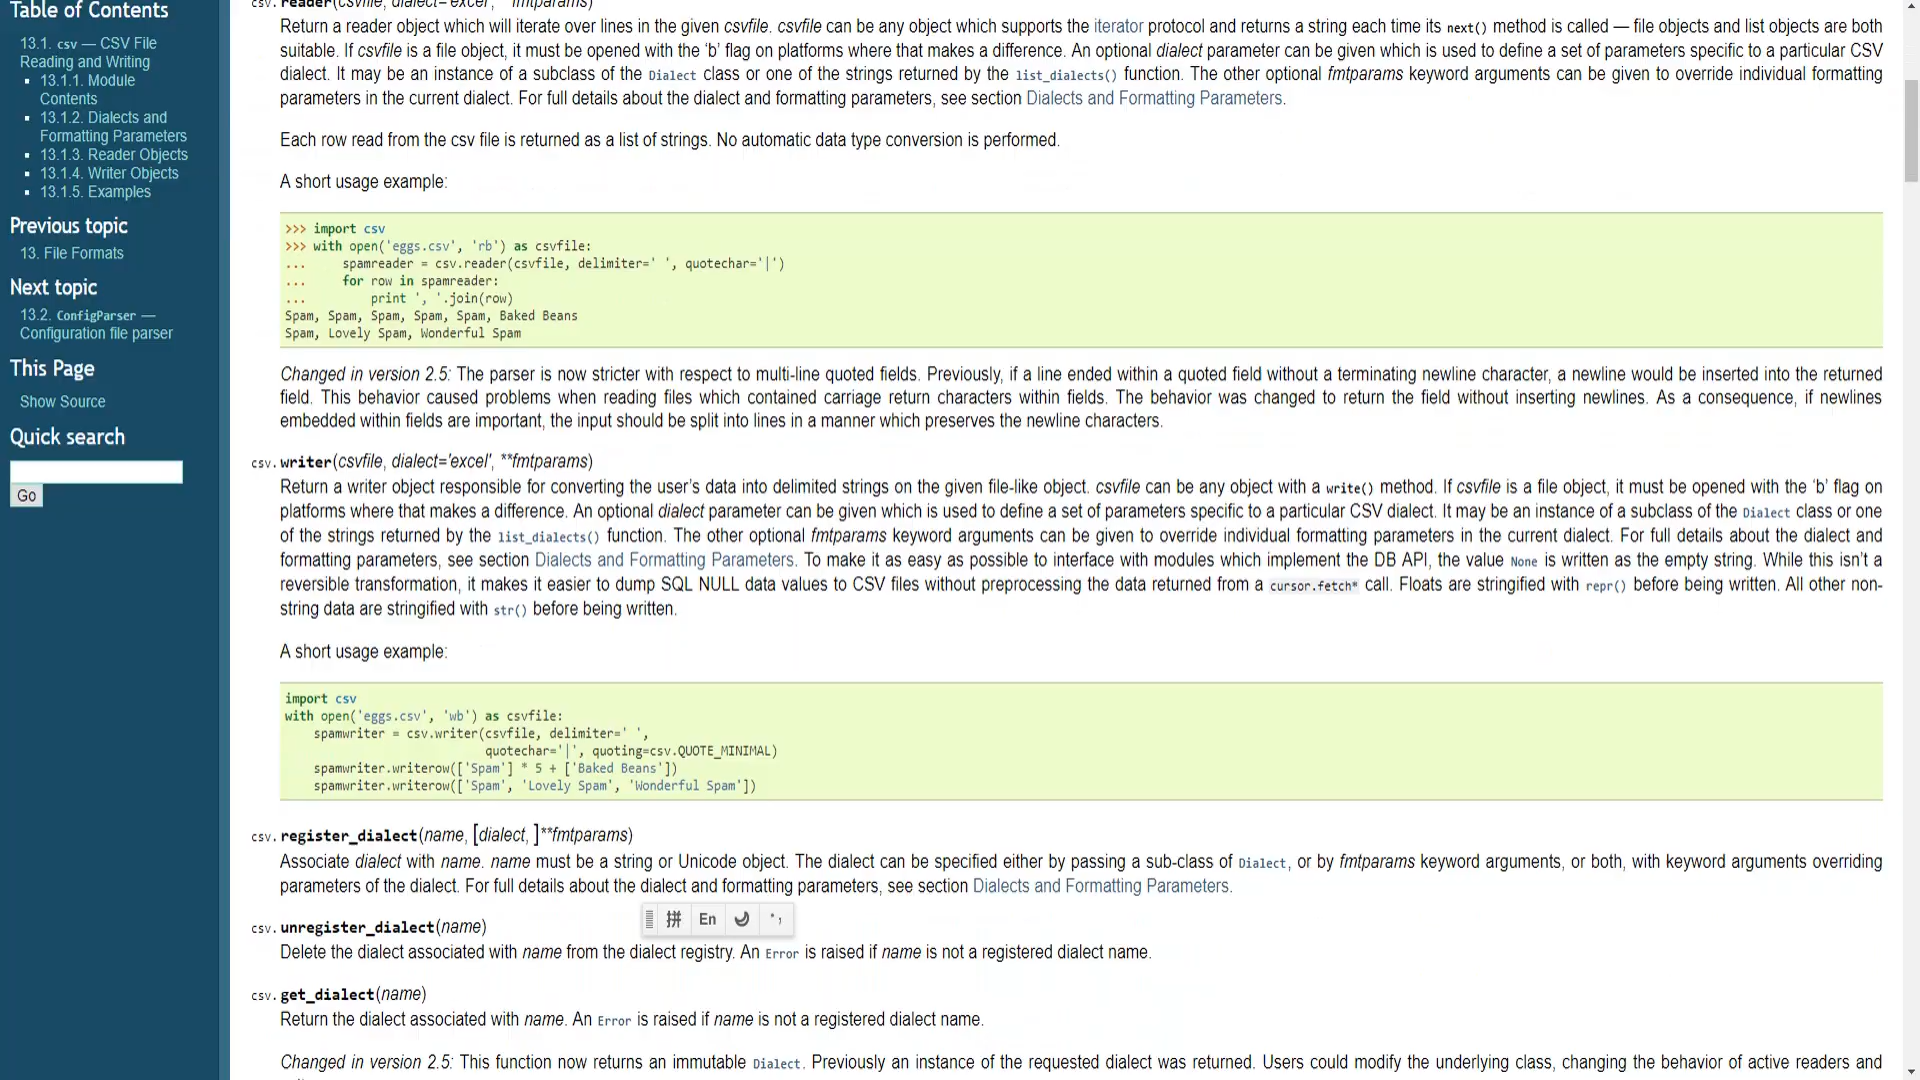 Table of Contents
13.1. csv — CSV File
Reading and Writing
13.1.1. Module
Contents
13.1.2. Dialects and
Formatting Parameters
13.1.3. Reader Objects
13.1.4. Writer Objects
13.1.5. Examples
Previous topic
13. File Formats
Next topic
13.2. ConfigParser —
Configuration file parser
This Page
Show Source
Quick search
Go
csv.reader(csvfile, dialect='excel', **fmtparams)
Return a reader object which will iterate over lines in the given csvfile. csvfile can be any object which supports the iterator protocol and returns a string each time its next() method is called — file objects and list objects are both
suitable. If csvfile is a file object, it must be opened with the ‘b’ flag on platforms where that makes a difference. An optional dialect parameter can be given which is used to define a set of parameters specific to a particular CSV
dialect. It may be an instance of a subclass of the Dialect class or one of the strings returned by the list_dialects() function. The other optional fmtparams keyword arguments can be given to override individual formatting
parameters in the current dialect. For full details about the dialect and formatting parameters, see section Dialects and Formatting Parameters.
Each row read from the csv file is returned as a list of strings. No automatic data type conversion is performed.
A short usage example:
>>> import csv
>>> with open('eggs.csv', 'rb') as csvfile:
...     spamreader = csv.reader(csvfile, delimiter=' ', quotechar='|')
...     for row in spamreader:
...         print ', '.join(row)
Spam, Spam, Spam, Spam, Spam, Baked Beans
Spam, Lovely Spam, Wonderful Spam
Changed in version 2.5: The parser is now stricter with respect to multi-line quoted fields. Previously, if a line ended within a quoted field without a terminating newline character, a newline would be inserted into the returned
field. This behavior caused problems when reading files which contained carriage return characters within fields. The behavior was changed to return the field without inserting newlines. As a consequence, if newlines
embedded within fields are important, the input should be split into lines in a manner which preserves the newline characters.
csv.writer(csvfile, dialect='excel', **fmtparams)
Return a writer object responsible for converting the user’s data into delimited strings on the given file-like object. csvfile can be any object with a write() method. If csvfile is a file object, it must be opened with the ‘b’ flag on
platforms where that makes a difference. An optional dialect parameter can be given which is used to define a set of parameters specific to a particular CSV dialect. It may be an instance of a subclass of the Dialect class or one
of the strings returned by the list_dialects() function. The other optional fmtparams keyword arguments can be given to override individual formatting parameters in the current dialect. For full details about the dialect and
formatting parameters, see section Dialects and Formatting Parameters. To make it as easy as possible to interface with modules which implement the DB API, the value None is written as the empty string. While this isn’t a
reversible transformation, it makes it easier to dump SQL NULL data values to CSV files without preprocessing the data returned from a cursor.fetch* call. Floats are stringified with repr() before being written. All other non-
string data are stringified with str() before being written.
A short usage example:
import csv
with open('eggs.csv', 'wb') as csvfile:
    spamwriter = csv.writer(csvfile, delimiter=' ',
                            quotechar='|', quoting=csv.QUOTE_MINIMAL)
    spamwriter.writerow(['Spam'] * 5 + ['Baked Beans'])
    spamwriter.writerow(['Spam', 'Lovely Spam', 'Wonderful Spam'])
csv.register_dialect(name, [dialect, ]**fmtparams)
Associate dialect with name. name must be a string or Unicode object. The dialect can be specified either by passing a sub-class of Dialect, or by fmtparams keyword arguments, or both, with keyword arguments overriding
parameters of the dialect. For full details about the dialect and formatting parameters, see section Dialects and Formatting Parameters.
拼 En
csv.unregister_dialect(name)
Delete the dialect associated with name from the dialect registry. An Error is raised if name is not a registered dialect name.
csv.get_dialect(name)
Return the dialect associated with name. An Error is raised if name is not a registered dialect name.
Changed in version 2.5: This function now returns an immutable Dialect. Previously an instance of the requested dialect was returned. Users could modify the underlying class, changing the behavior of active readers and